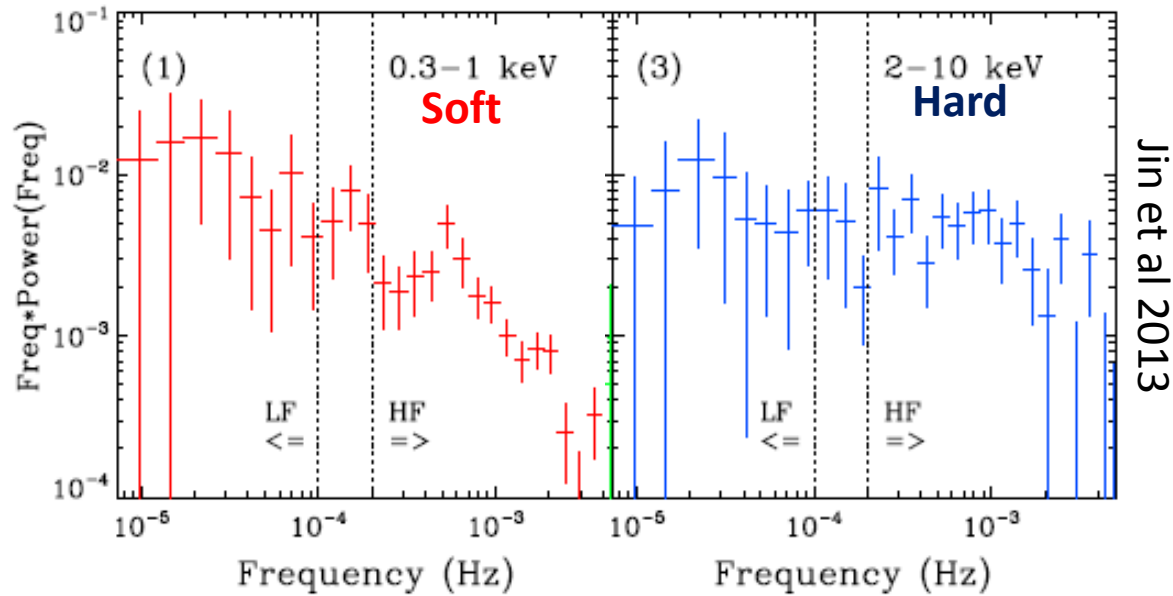 10⁻¹
10⁻²
10⁻³
10⁻⁴
Freq*Power(Freq)
(1)
0.3−1 keV
Soft
LF
<=
HF
=>
10⁻⁵
10⁻⁴
10⁻³
Frequency (Hz)
(3)
2−10 keV
Hard
LF
<=
HF
=>
10⁻⁵
10⁻⁴
10⁻³
Frequency (Hz)
Jin et al 2013